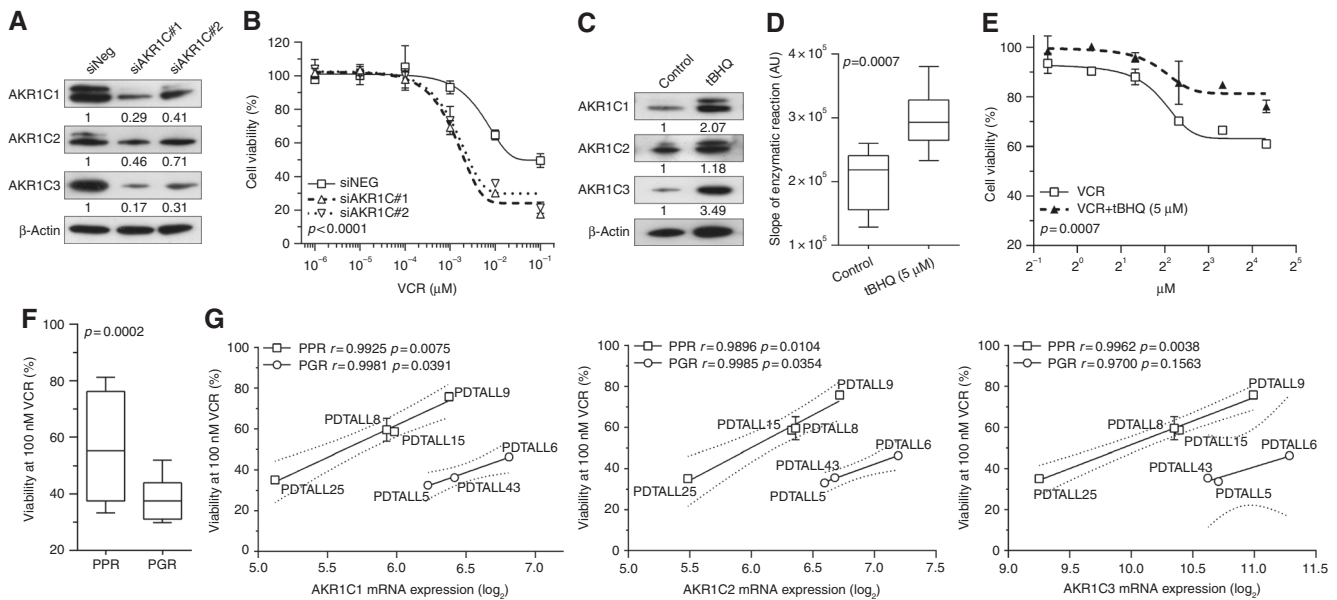 A
siNeg
siAKR1C#1
siAKR1C#2
AKR1C1
1 0.29 0.41
AKR1C2
1 0.46 0.71
AKR1C3
1 0.17 0.31
β-Actin
B
Cell viability (%)
120
100
80
60
40
20
0
siNEG
siAKR1C#1
siAKR1C#2
p<0.0001
10⁻⁶ 10⁻⁵ 10⁻⁴ 10⁻³ 10⁻² 10⁻¹
VCR (μM)
C
Control
tBHQ
AKR1C1
1 2.07
AKR1C2
1 1.18
AKR1C3
1 3.49
β-Actin
D
Slope of enzymatic reaction (AU)
4×10⁵
3×10⁵
2×10⁵
1×10⁵
p=0.0007
Control
tBHQ (5 μM)
E
Cell viability (%)
100
80
60
40
20
VCR
VCR+tBHQ (5 μM)
p=0.0007
2⁻¹ 2⁰ 2¹ 2² 2³ 2⁴ 2⁵
μM
F
Viability at 100 nM VCR (%)
100
80
60
40
20
p=0.0002
PPR PGR
G
Viability at 100 nM VCR (%)
100
80
60
40
20
0
PPR r=0.9925 p=0.0075
PGR r=0.9981 p=0.0391
PDTALL9
PDTALL8
PDTALL15
PDTALL6
PDTALL25
PDTALL5
PDTALL43
5.0 5.5 6.0 6.5 7.0
AKR1C1 mRNA expression (log₂)
Viability at 100 nM VCR (%)
100
80
60
40
20
0
PPR r=0.9896 p=0.0104
PGR r=0.9985 p=0.0354
PDTALL9
PDTALL15
PDTALL8
PDTALL6
PDTALL43
PDTALL25
PDTALL5
5.0 5.5 6.0 6.5 7.0 7.5
AKR1C2 mRNA expression (log₂)
Viability at 100 nM VCR (%)
100
80
60
40
20
0
PPR r=0.9962 p=0.0038
PGR r=0.9700 p=0.1563
PDTALL9
PDTALL8
PDTALL15
PDTALL6
PDTALL43
PDTALL25
PDTALL5
9.0 9.5 10.0 10.5 11.0 11.5
AKR1C3 mRNA expression (log₂)